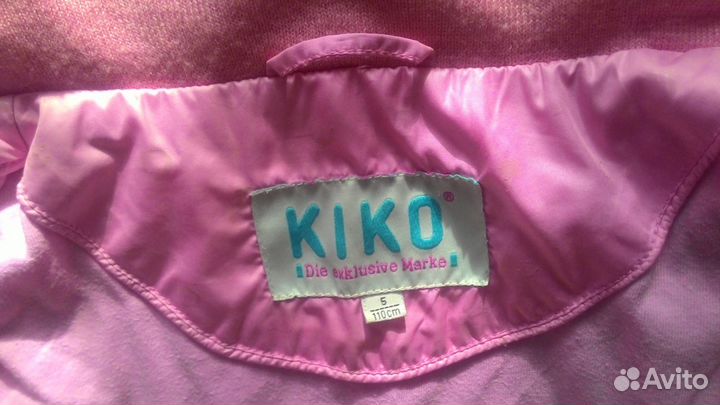 KIKO®
Die exklusive Marke
5
110cm
Avito